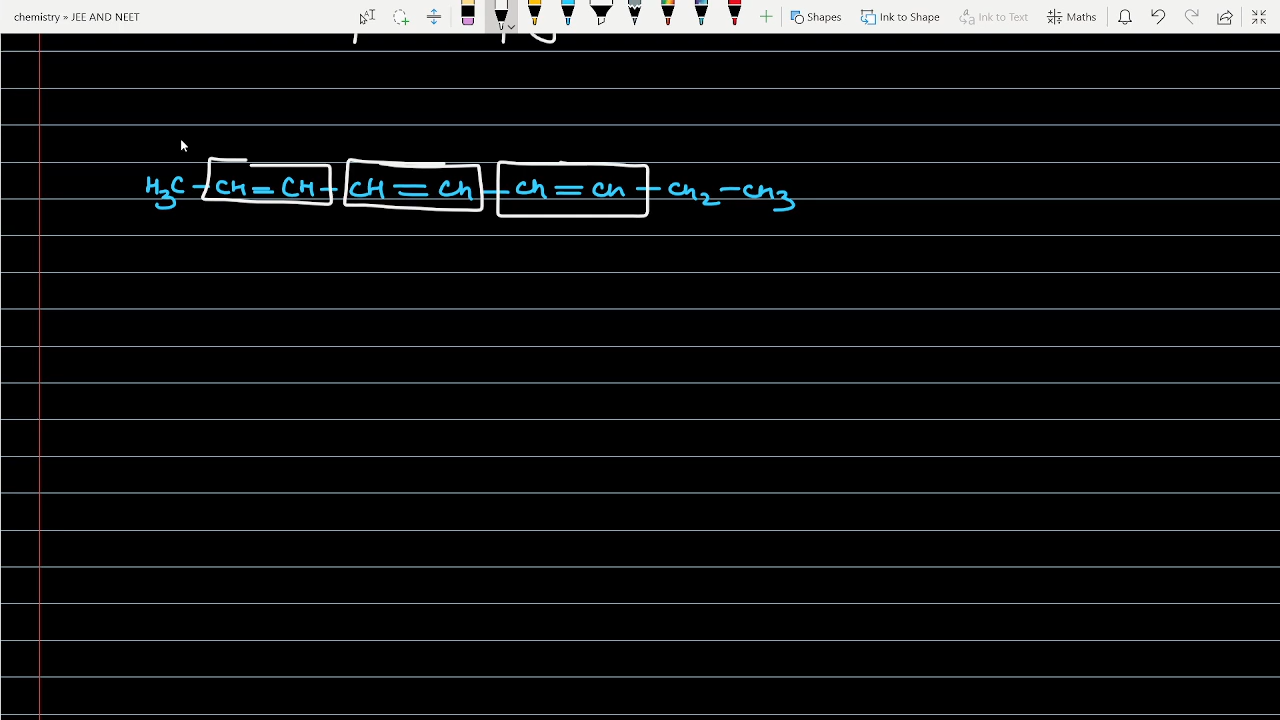 chemistry » JEE AND NEET
Shapes
Ink to Shape
Ink to Text
Maths
H₃C-CH=CH-CH=CH-CH=CH-CH₂-CH₃